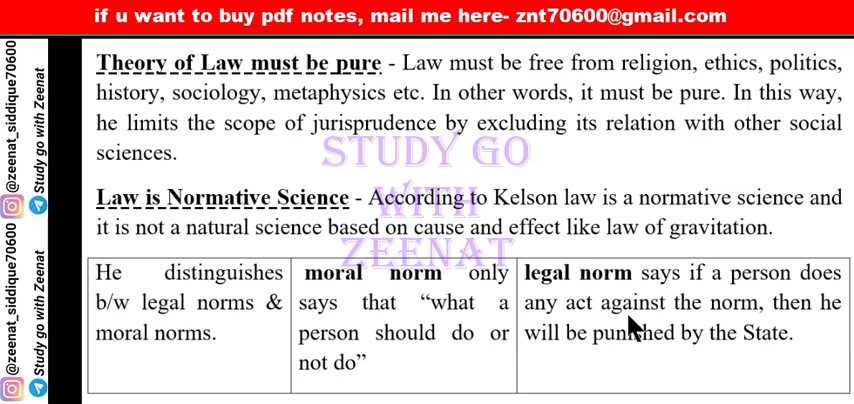 if u want to buy pdf notes, mail me here- znt70600@gmail.com
Theory of Law must be pure - Law must be free from religion, ethics, politics,
history, sociology, metaphysics etc. In other words, it must be pure. In this way,
he limits the scope of jurisprudence by excluding its relation with other social
sciences.
Law is Normative Science - According to Kelson law is a normative science and
it is not a natural science based on cause and effect like law of gravitation.
He distinguishes
b/w legal norms &
moral norms.
moral norm only
says that “what a
person should do or
not do”
legal norm says if a person does
any act against the norm, then he
will be punished by the State.
STUDY GO
WITH
ZEENAT
@zeenat_siddique70600
Study go with Zeenat
@zeenat_siddique70600
Study go with Zeenat